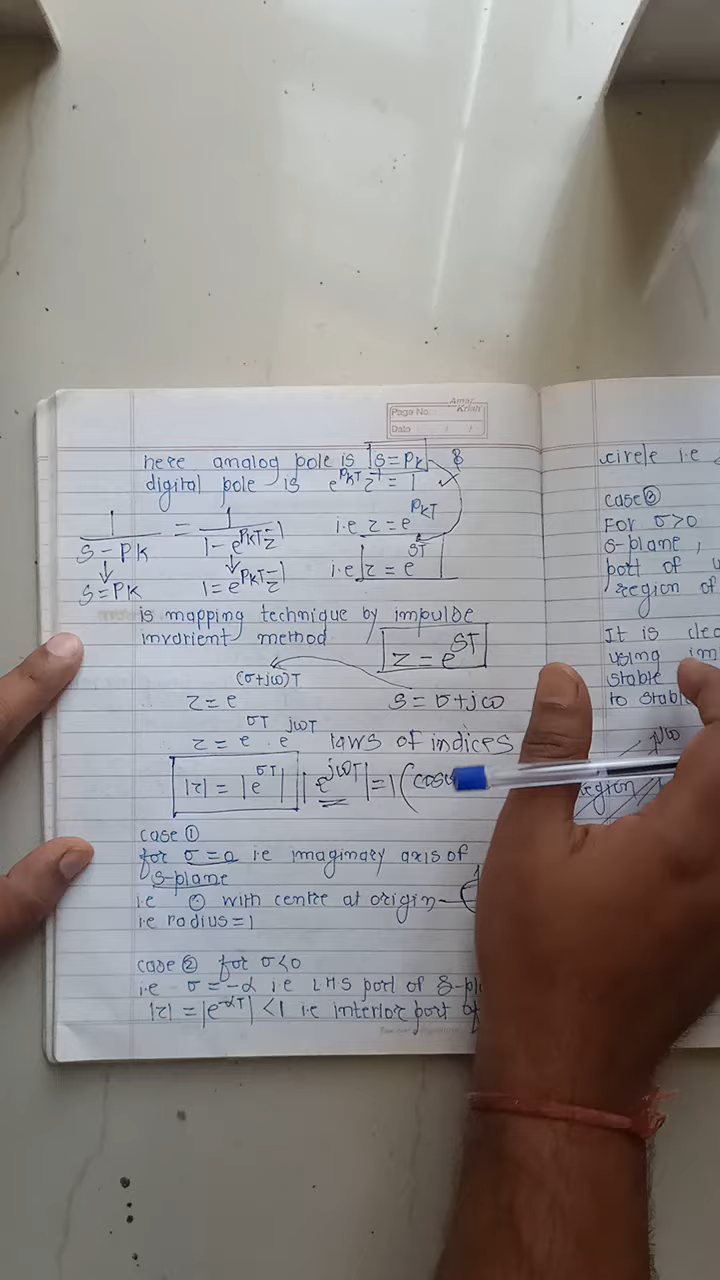 Amar
Krish
Page No.
Date / /
here analog pole is s=Pk &
digital pole is e^PkT z^-1 = 1 ✓
1/(s-Pk) = 1/(1-e^PkT z^-1)
i.e z = e^PkT
i.e z = e^ST
s=Pk 1=e^PkT z^-1
is mapping technique by impulse
invarient method z = e^ST
z = e^(σ+jω)T s = σ+jω
z = e^σT . e^jωT laws of indices
|z| = |e^σT| |e^jωT| = 1 (cos
case ①
for σ=0 i.e imaginary axis of
s-plane
i.e with centre at origin
i.e radius=1
case ② for σ<0
i.e σ=-α i.e LHS part of s-pl
|z| = |e^-αT| <1 i.e interior part of
circle i.e
case ③
For σ>0
s-plane,
part of
region of
It is clea
using im
stable
to stabl
jω
region